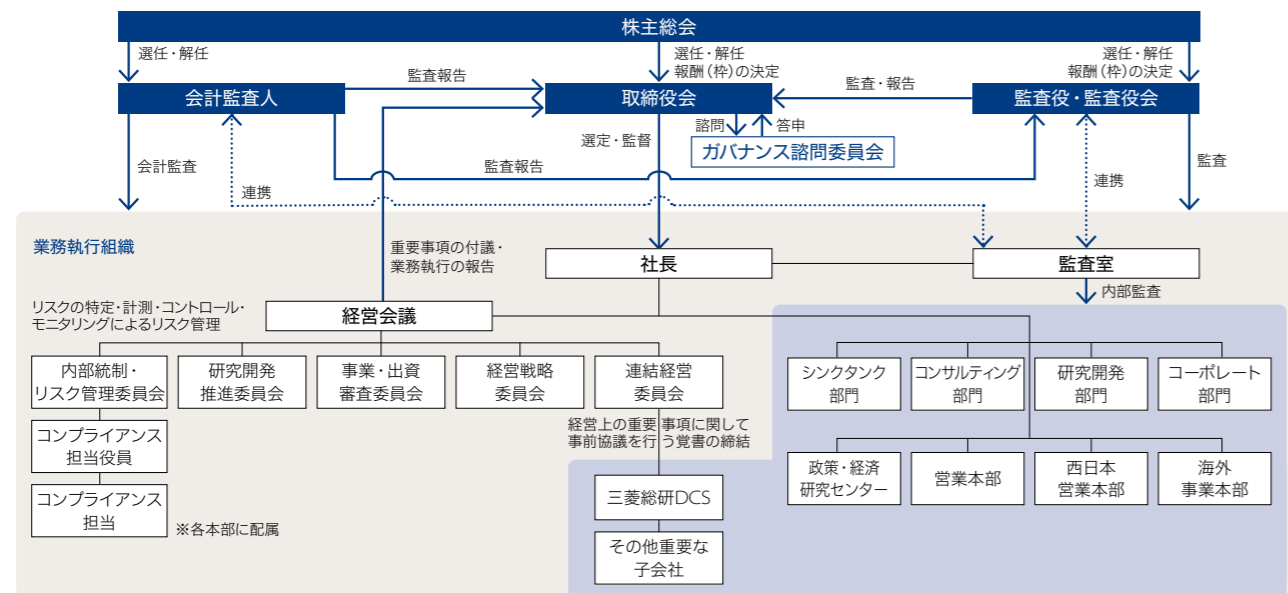 株主総会
選任・解任
選任・解任
報酬（枠）の決定
選任・解任
報酬（枠）の決定
監査報告
会計監査人
取締役会
監査・報告
監査役・監査役会
諮問
答申
選定・監督
ガバナンス諮問委員会
会計監査
監査報告
監査
連携
連携
業務執行組織
重要事項の付議・
業務執行の報告
社長
監査室
内部監査
リスクの特定・計測・コントロール・
モニタリングによるリスク管理
経営会議
内部統制・
リスク管理委員会
研究開発
推進委員会
事業・出資
審査委員会
経営戦略
委員会
連結経営
委員会
シンクタンク
部門
コンサルティング
部門
研究開発
部門
コーポレート
部門
経営上の重要事項に関して
事前協議を行う覚書の締結
コンプライアンス
担当役員
コンプライアンス
担当
※各本部に配属
三菱総研DCS
その他重要な
子会社
政策・経済
研究センター
営業本部
西日本
営業本部
海外
事業本部